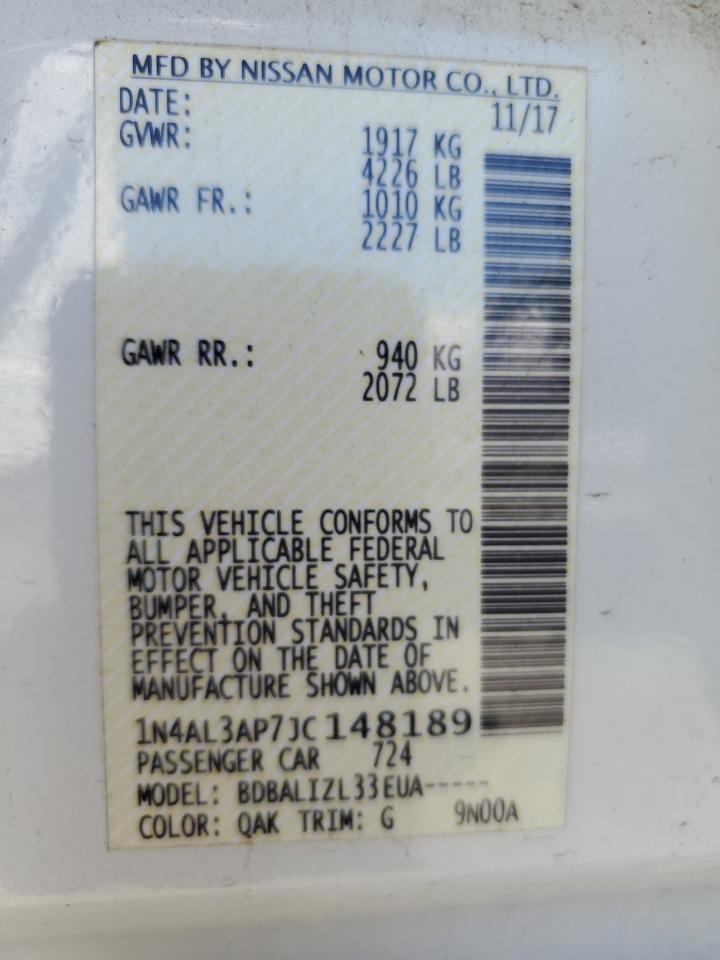 MFD BY NISSAN MOTOR CO., LTD.
DATE: 11/17
GVWR: 1917 KG
4226 LB
GAWR FR.: 1010 KG
2227 LB
GAWR RR.: 940 KG
2072 LB
THIS VEHICLE CONFORMS TO
ALL APPLICABLE FEDERAL
MOTOR VEHICLE SAFETY,
BUMPER, AND THEFT
PREVENTION STANDARDS IN
EFFECT ON THE DATE OF
MANUFACTURE SHOWN ABOVE.
1N4AL3AP7JC148189
PASSENGER CAR 724
MODEL: BDBALIZL33EUA-----
COLOR: QAK TRIM: G 9N00A